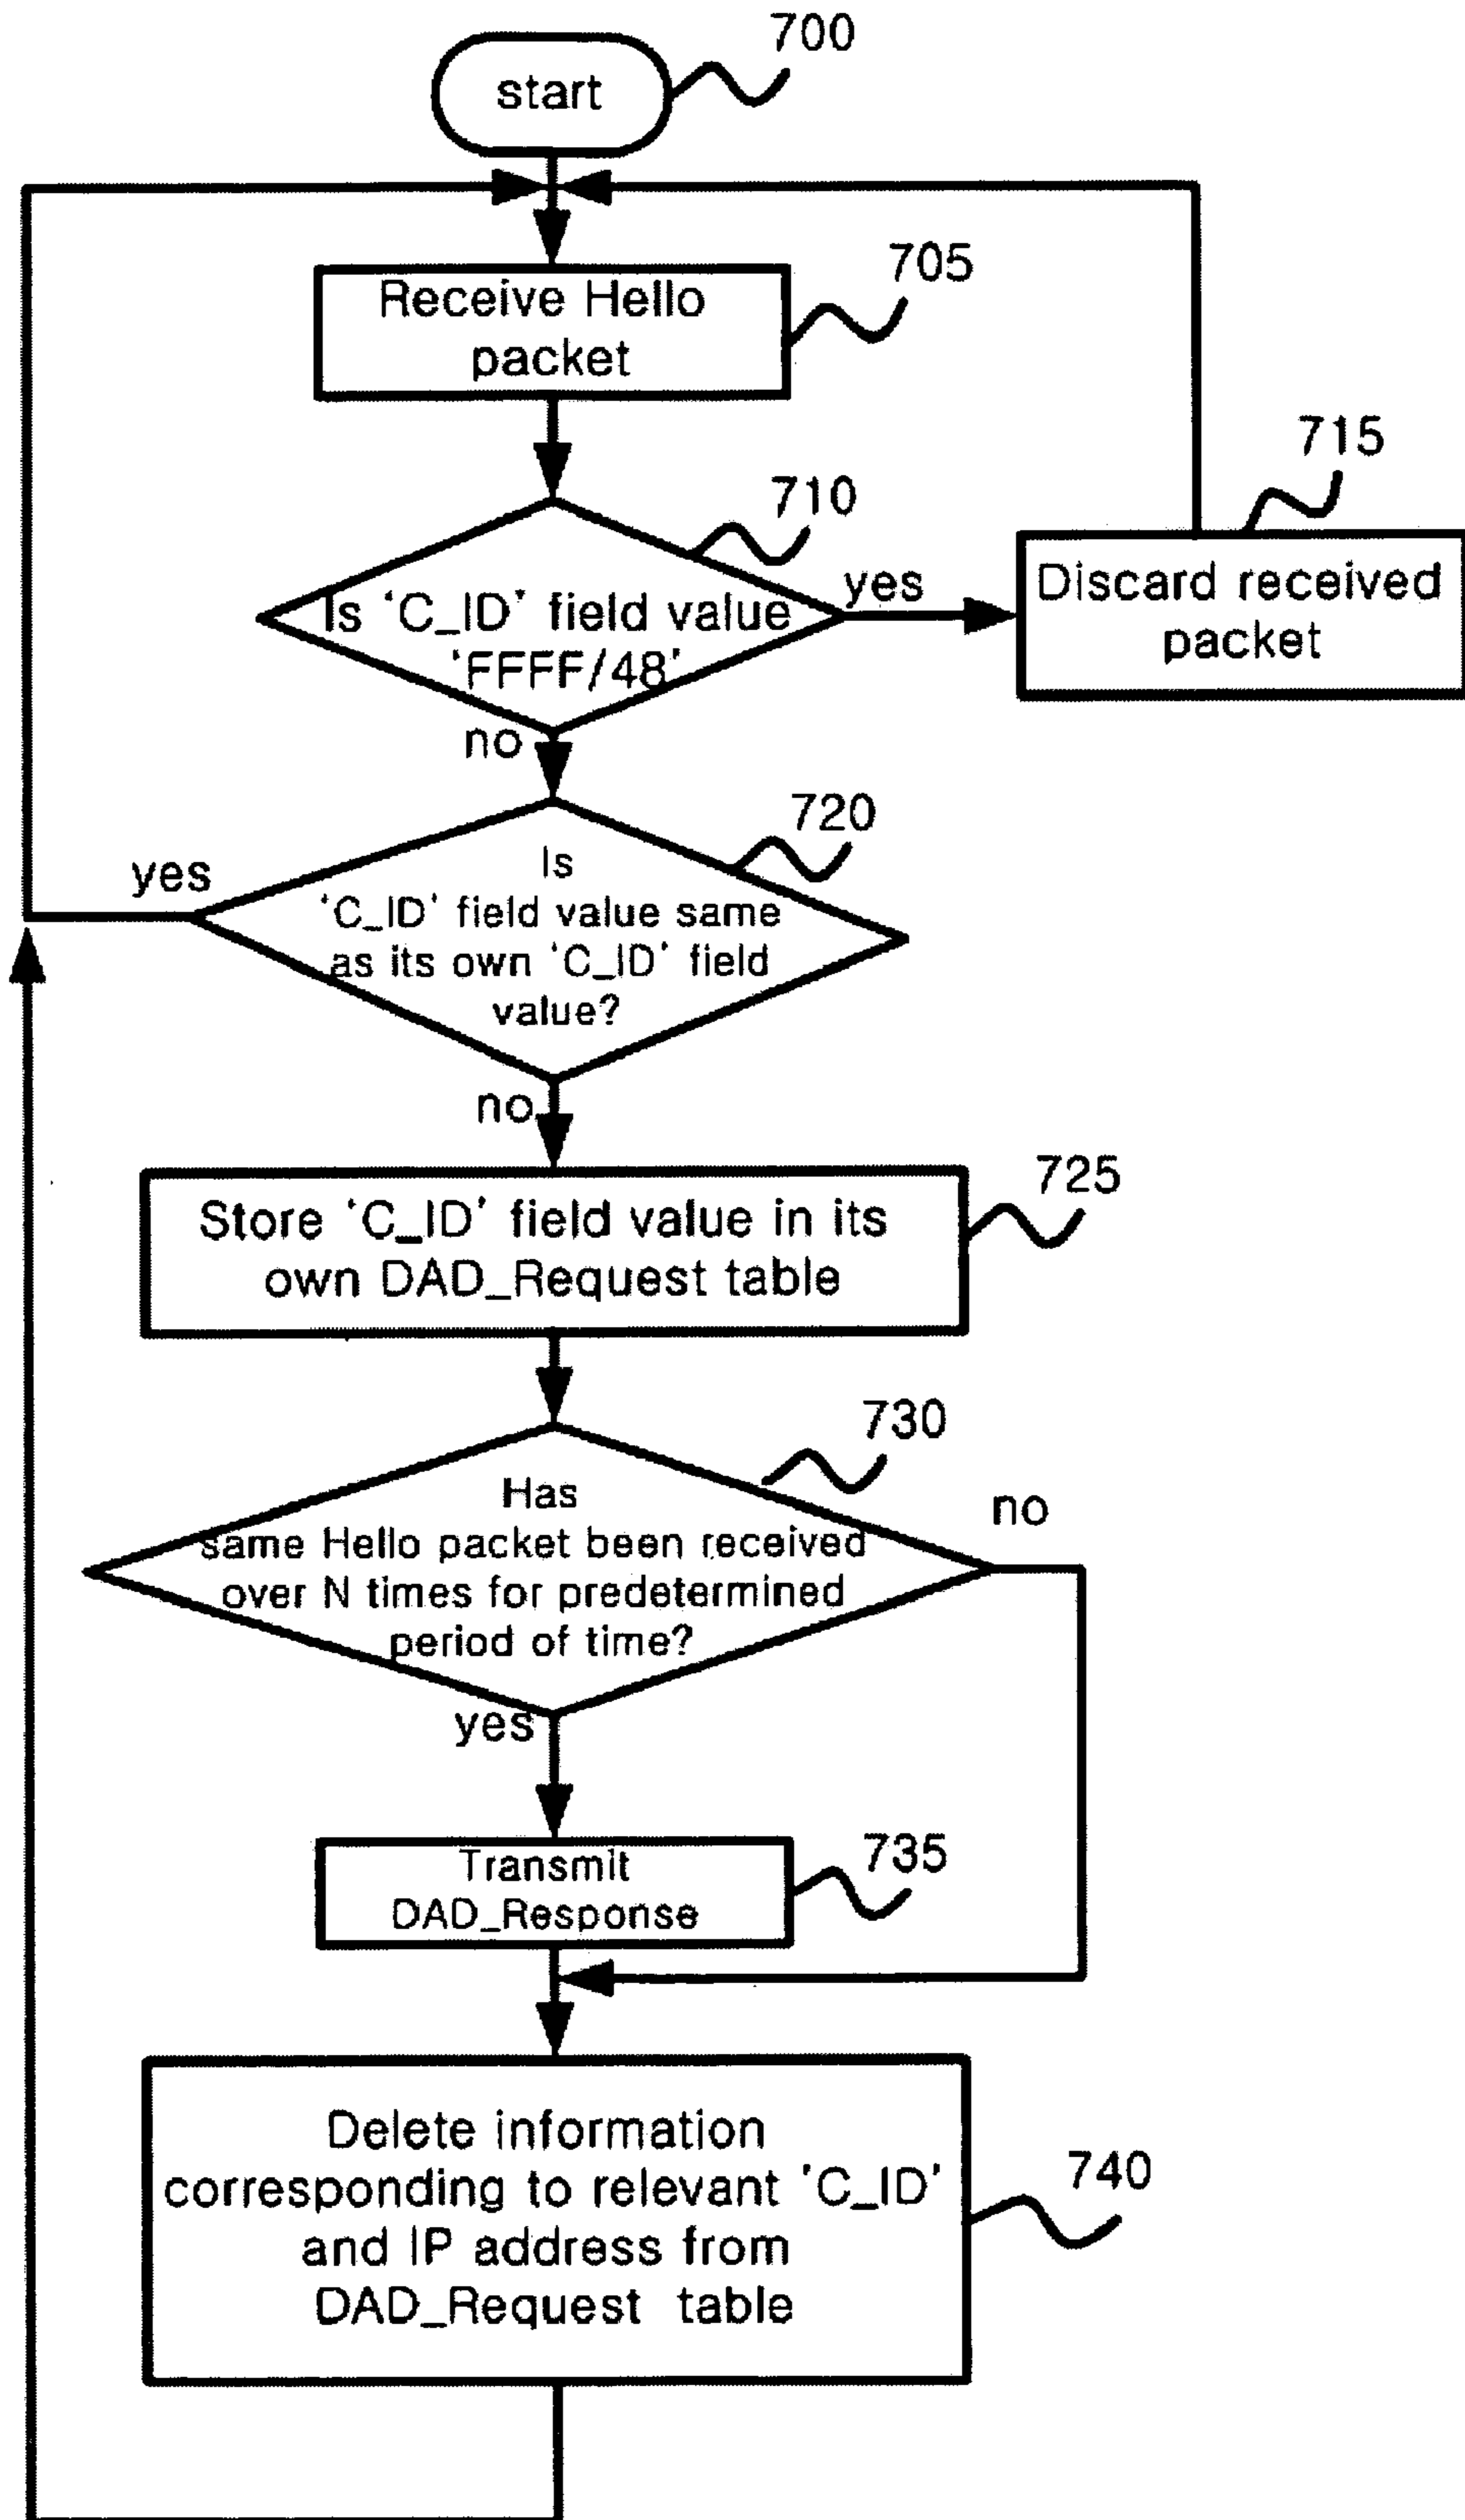 700
start
705
Receive Hello
packet
715
710
Is 'C_ID' field value
'FFFF/48'
yes
Discard received
packet
no
720
yes
Is
'C_ID' field value same
as its own 'C_ID' field
value?
no
725
Store 'C_ID' field value in its
own DAD_Request table
730
no
Has
same Hello packet been received
over N times for predetermined
period of time?
yes
735
Transmit
DAD_Response
740
Delete information
corresponding to relevant 'C_ID'
and IP address from
DAD_Request table